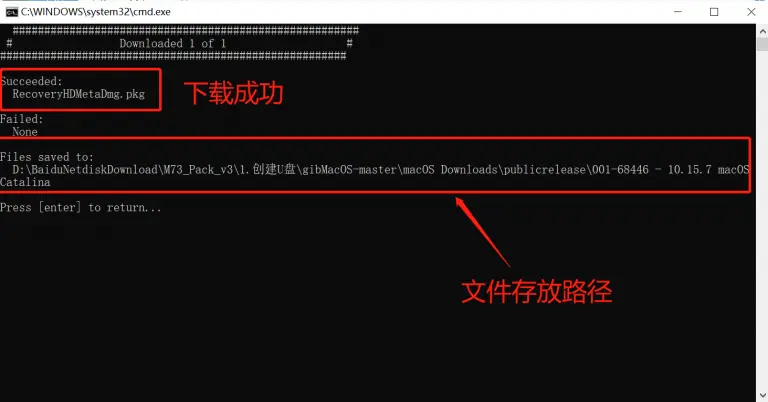 C:\WINDOWS\system32\cmd.exe
#######################################################
# Downloaded 1 of 1 #
#######################################################
Succeeded:
RecoveryHDMetaDmg.pkg
下载成功
Failed:
None
Files saved to:
D:\BaiduNetdiskDownload\M73_Pack_v3\1.创建U盘\gibMacOS-master\macOS Downloads\publicrelease\001-68446 - 10.15.7 macOS
Catalina
Press [enter] to return...
文件存放路径